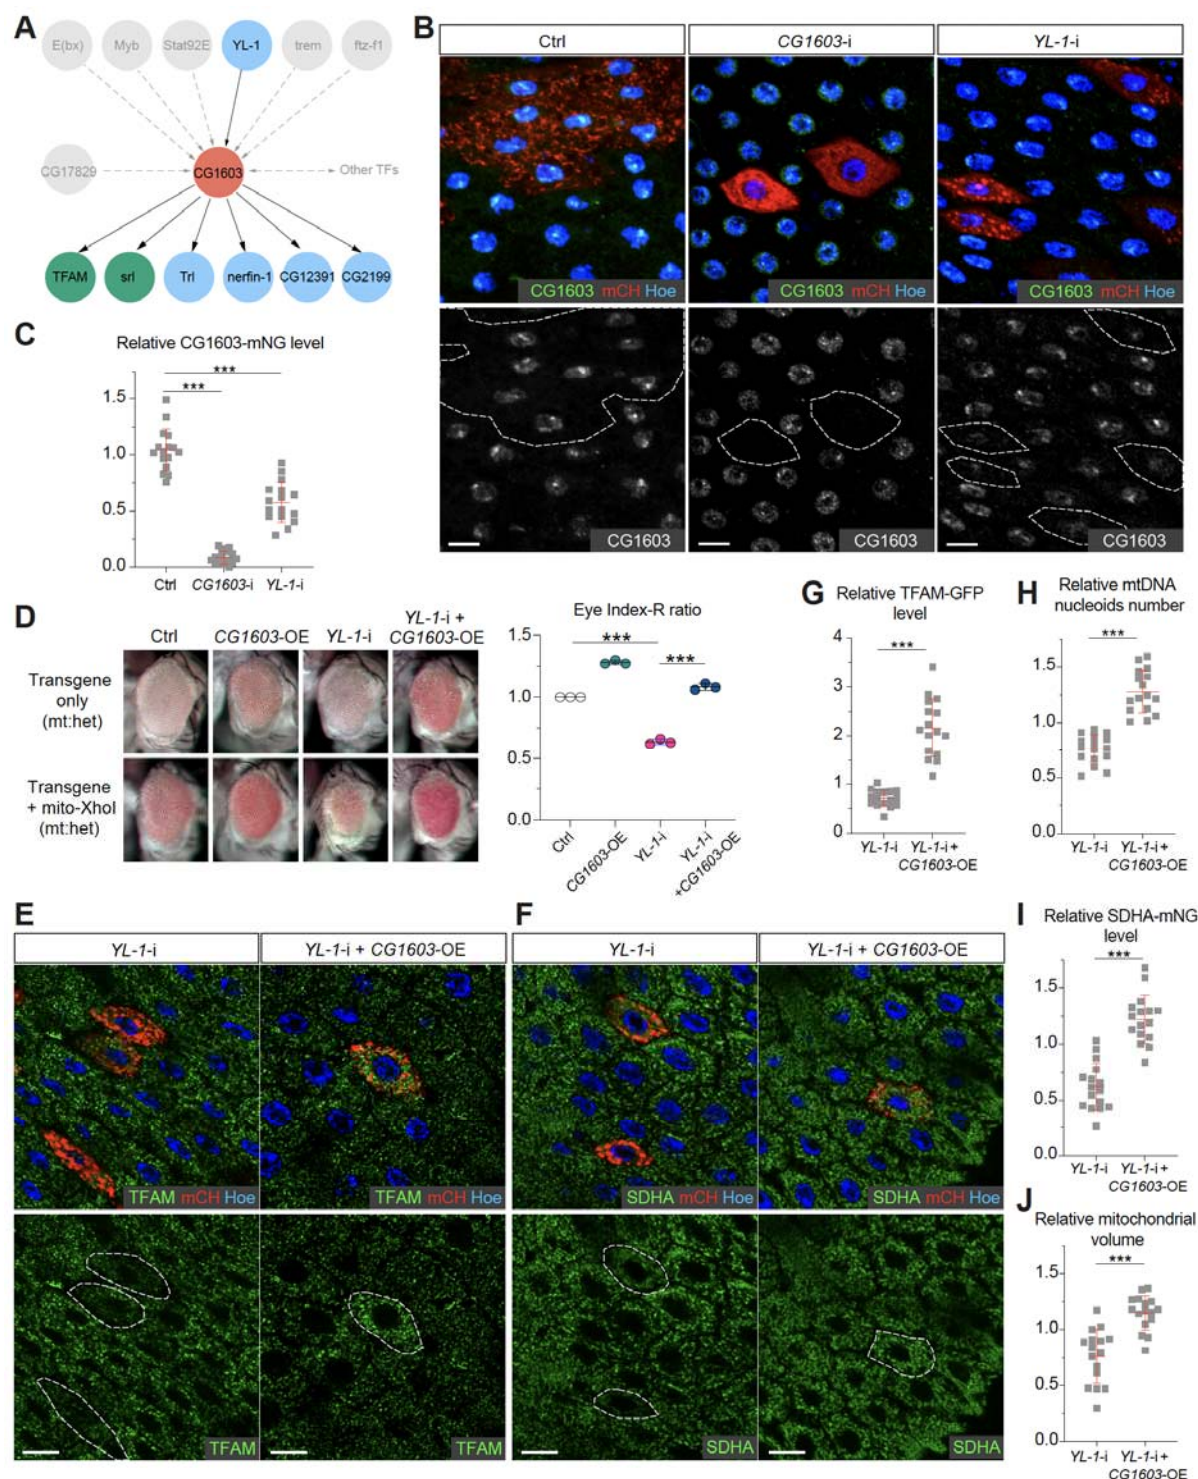 A
E(bx) Myb Stat92E YL-1 trem ftz-f1
CG17829 CG1603 Other TFs
TFAM srl Trl nerfin-1 CG12391 CG2199
B
Ctrl CG1603-i YL-1-i
CG1603 mCH Hoe CG1603 mCH Hoe CG1603 mCH Hoe
CG1603 CG1603 CG1603
C
Relative CG1603-mNG level
***
***
1.5
1.0
0.5
0.0
Ctrl CG1603-i YL-1-i
D
Ctrl CG1603-OE YL-1-i YL-1-i +
CG1603-OE
Transgene
only
(mt:het)
Transgene
+ mito-XhoI
(mt:het)
Eye Index-R ratio
*** ***
1.5
1.0
0.5
0.0
Ctrl
CG1603-OE
YL-1-i
YL-1-i
+CG1603-OE
G
Relative TFAM-GFP
level
***
4
3
2
1
0
YL-1-i YL-1-i +
CG1603-OE
H
Relative mtDNA
nucleoids number
***
1.5
1.0
0.5
0.0
YL-1-i YL-1-i +
CG1603-OE
E
YL-1-i YL-1-i + CG1603-OE
TFAM mCH Hoe TFAM mCH Hoe
TFAM TFAM
F
YL-1-i YL-1-i + CG1603-OE
SDHA mCH Hoe SDHA mCH Hoe
SDHA SDHA
I
Relative SDHA-mNG
level
***
1.5
1.0
0.5
0.0
YL-1-i YL-1-i +
CG1603-OE
J
Relative mitochondrial
volume
***
1.5
1.0
0.5
0.0
YL-1-i YL-1-i +
CG1603-OE